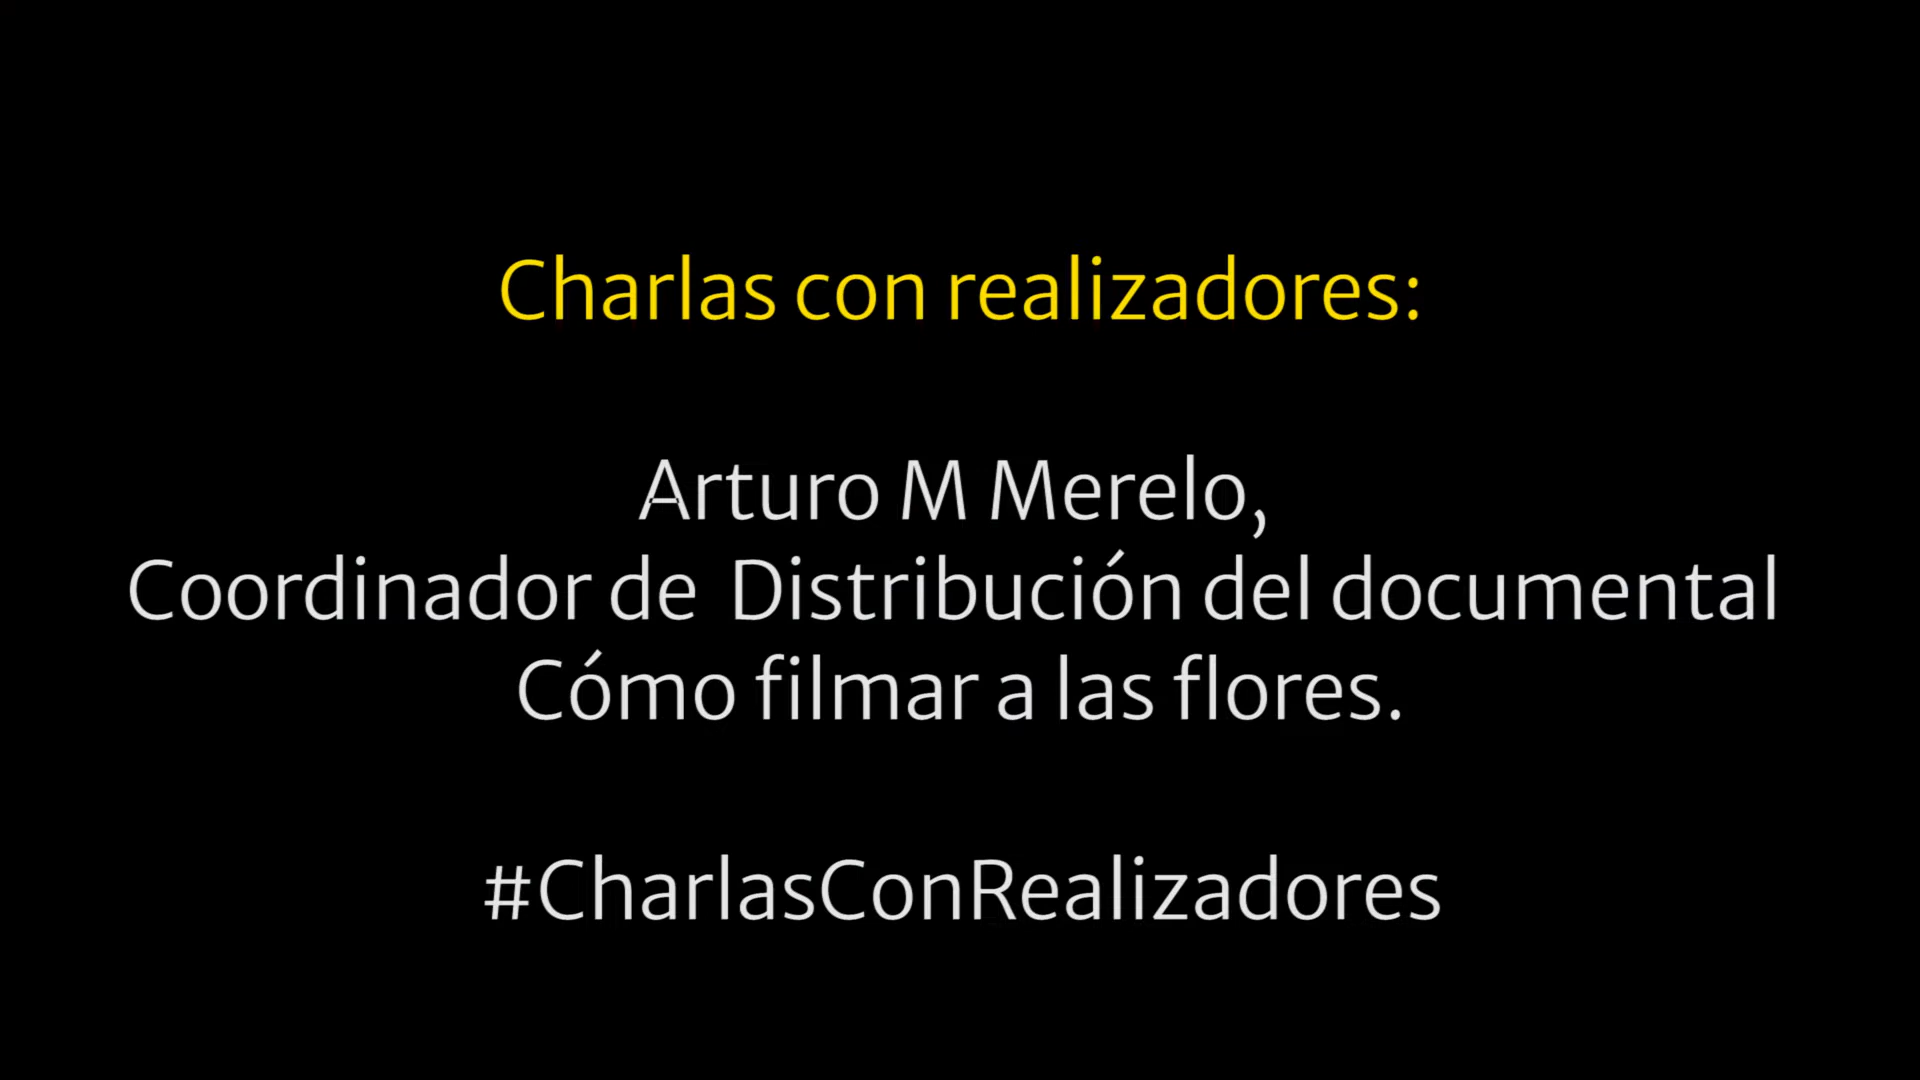 Charlas con realizadores:
Arturo M Merelo,
Coordinador de Distribución del documental
Cómo filmar a las flores.
#CharlasConRealizadores